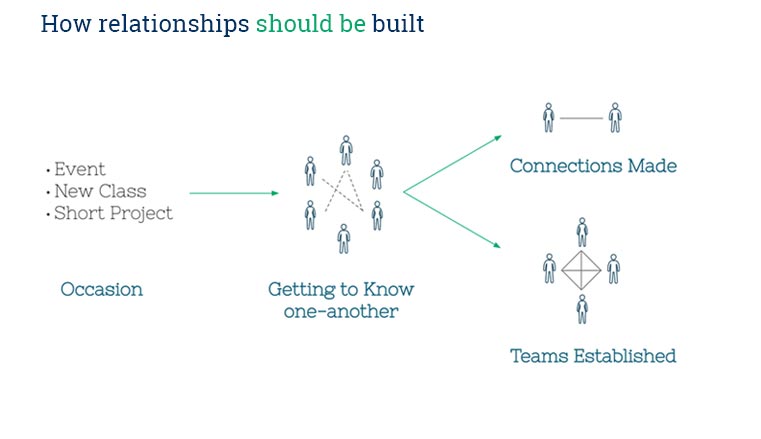 How relationships should be built
• Event
• New Class
• Short Project
Occasion
Getting to Know
one-another
Connections Made
Teams Established